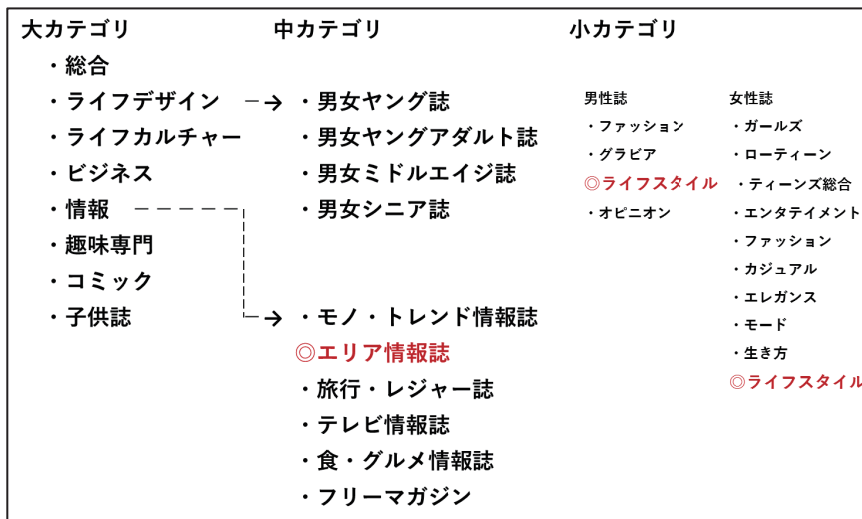 大カテゴリ
・総合
・ライフデザイン
・ライフカルチャー
・ビジネス
・情報
・趣味専門
・コミック
・子供誌
中カテゴリ
・男女ヤング誌
・男女ヤングアダルト誌
・男女ミドルエイジ誌
・男女シニア誌
・モノ・トレンド情報誌
◎エリア情報誌
・旅行・レジャー誌
・テレビ情報誌
・食・グルメ情報誌
・フリーマガジン
小カテゴリ
男性誌
・ファッション
・グラビア
◎ライフスタイル
・オピニオン
女性誌
・ガールズ
・ローティーン
・ティーンズ総合
・エンタテイメント
・ファッション
・カジュアル
・エレガンス
・モード
・生き方
◎ライフスタイル